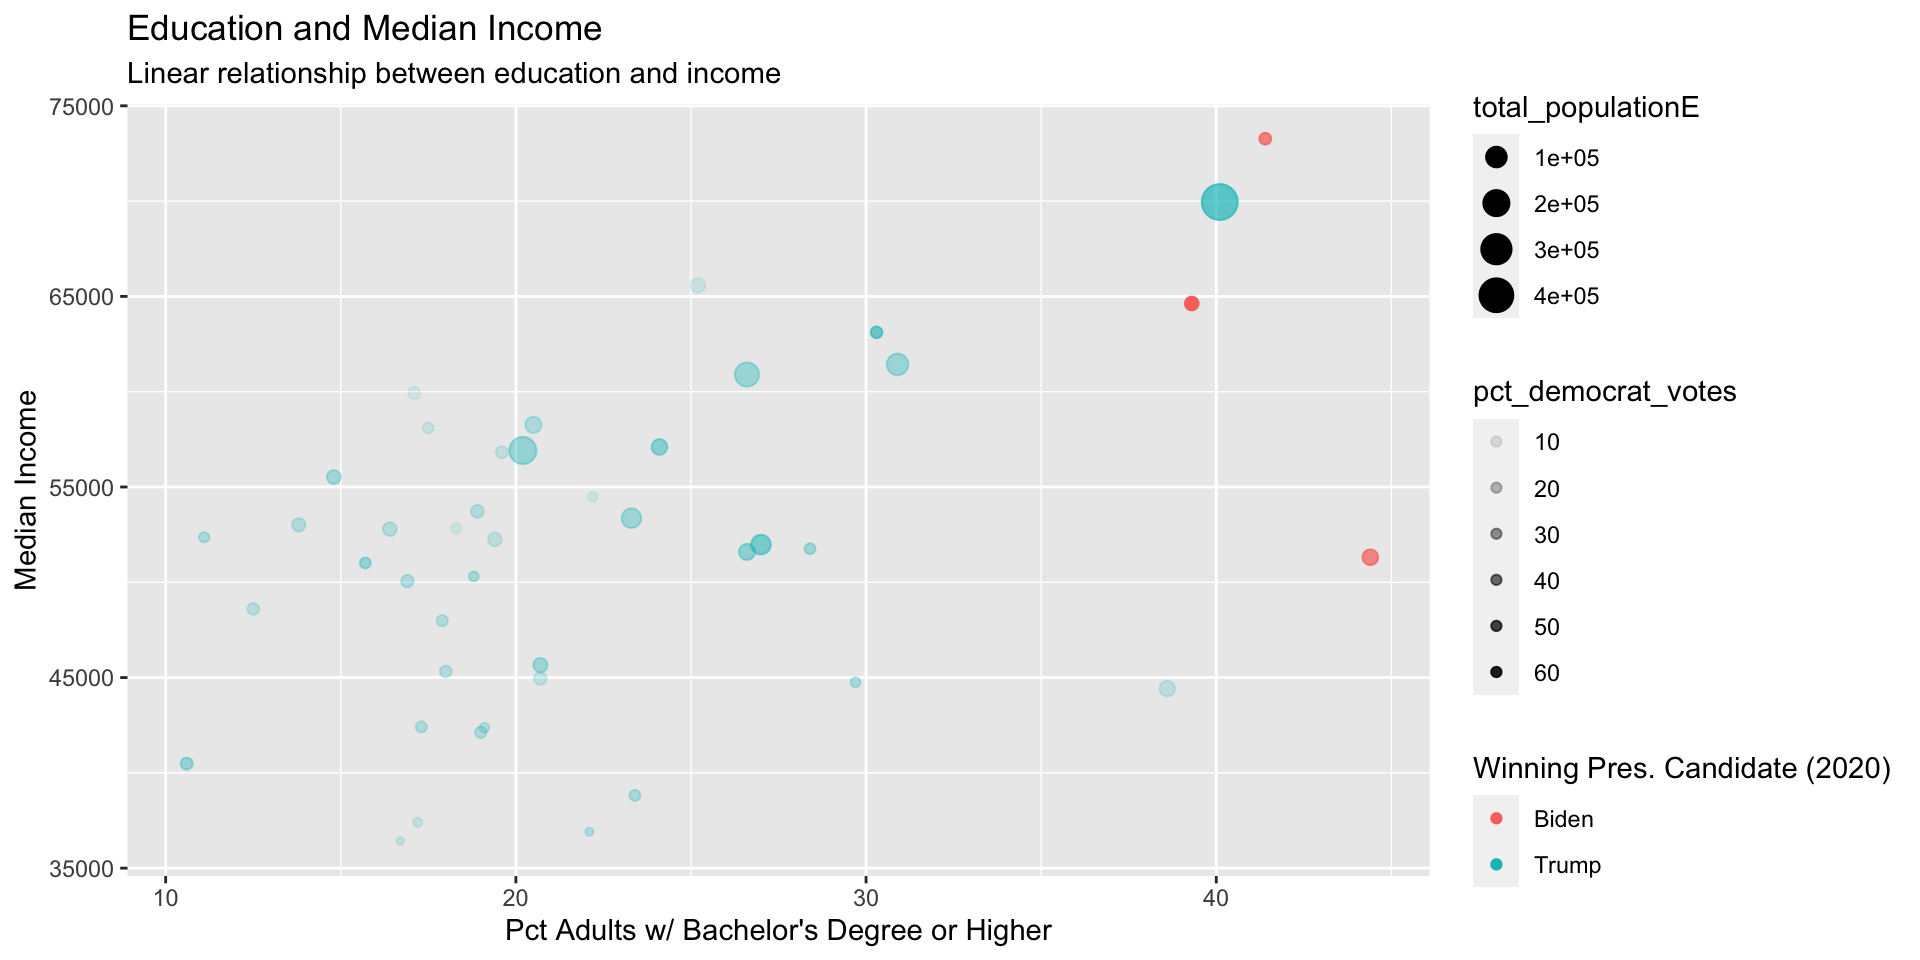 Education and Median Income
Linear relationship between education and income
75000
65000
55000
45000
35000
Median Income
10
20
30
40
Pct Adults w/ Bachelor's Degree or Higher
total_populationE
1e+05
2e+05
3e+05
4e+05
pct_democrat_votes
10
20
30
40
50
60
Winning Pres. Candidate (2020)
Biden
Trump